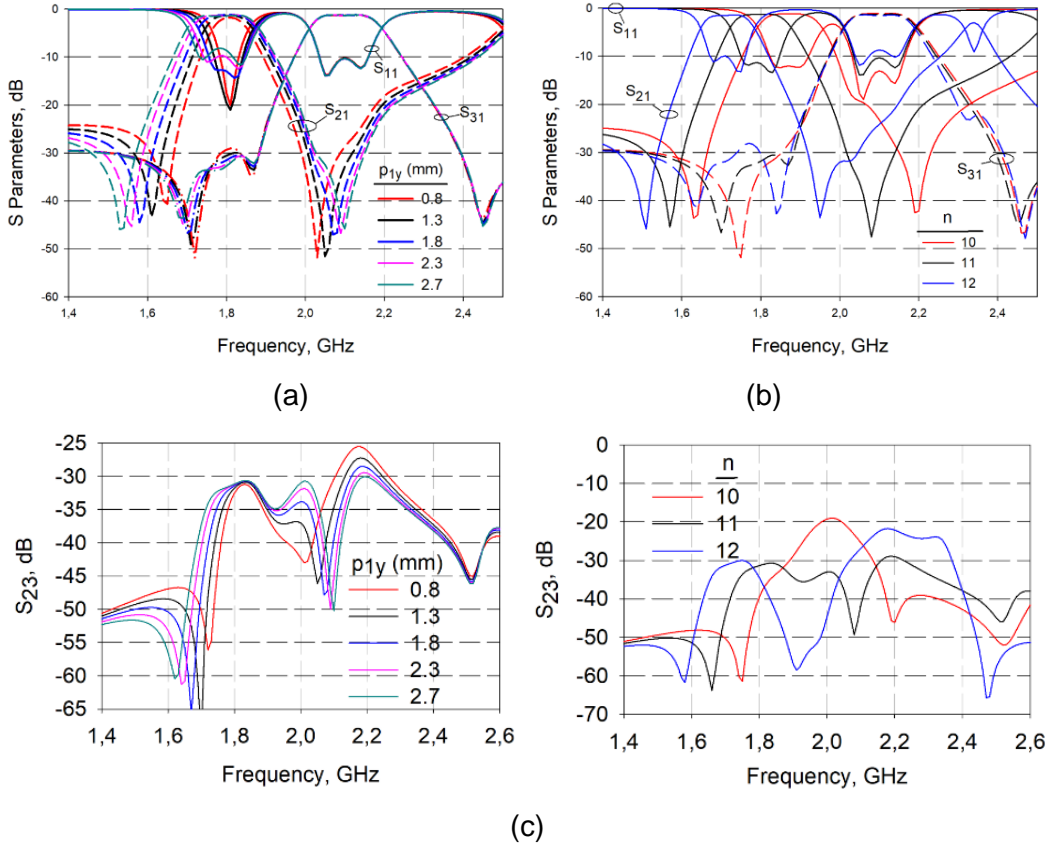 S Parameters, dB
0
-10
-20
-30
-40
-50
-60
S11
S21
S31
p1y (mm)
0.8
1.3
1.8
2.3
2.7
1,4 1,6 1,8 2,0 2,2 2,4
Frequency, GHz
(a)
S Parameters, dB
0
-10
-20
-30
-40
-50
-60
S11
S21
S31
n
10
11
12
1,4 1,6 1,8 2,0 2,2 2,4
Frequency, GHz
(b)
S23, dB
-25
-30
-35
-40
-45
-50
-55
-60
-65
p1y (mm)
0.8
1.3
1.8
2.3
2.7
1,4 1,6 1,8 2,0 2,2 2,4 2,6
Frequency, GHz
S23, dB
0
-10
-20
-30
-40
-50
-60
-70
n
10
11
12
1,4 1,6 1,8 2,0 2,2 2,4 2,6
Frequency, GHz
(c)